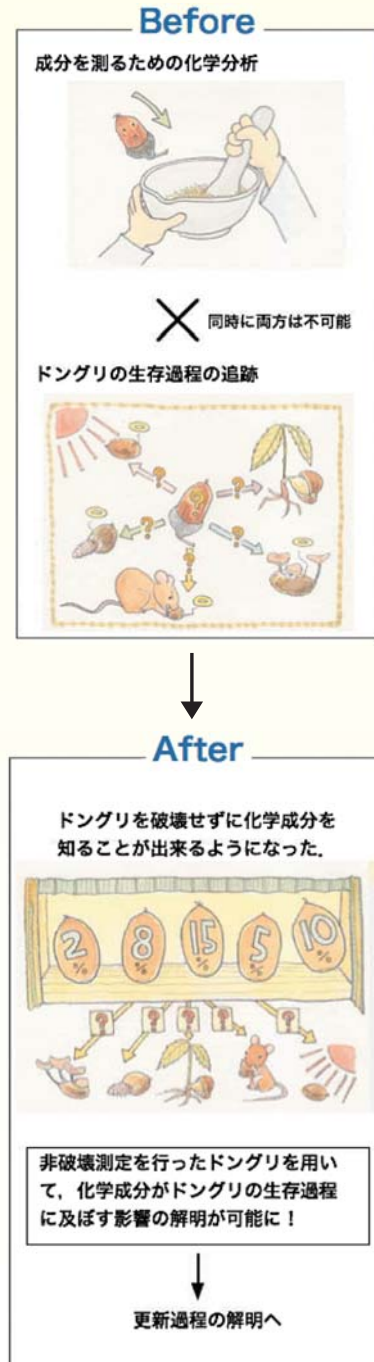 Before
成分を測るための化学分析
同時に両方は不可能
ドングリの生存過程の追跡
?
?
?
?
?
?
After
ドングリを破壊せずに化学成分を
知ることが出来るようになった.
2% 8% 15% 5% 10%
? ? ? ? ?
非破壊測定を行ったドングリを用い
て，化学成分がドングリの生存過程
に及ぼす影響の解明が可能に！
更新過程の解明へ